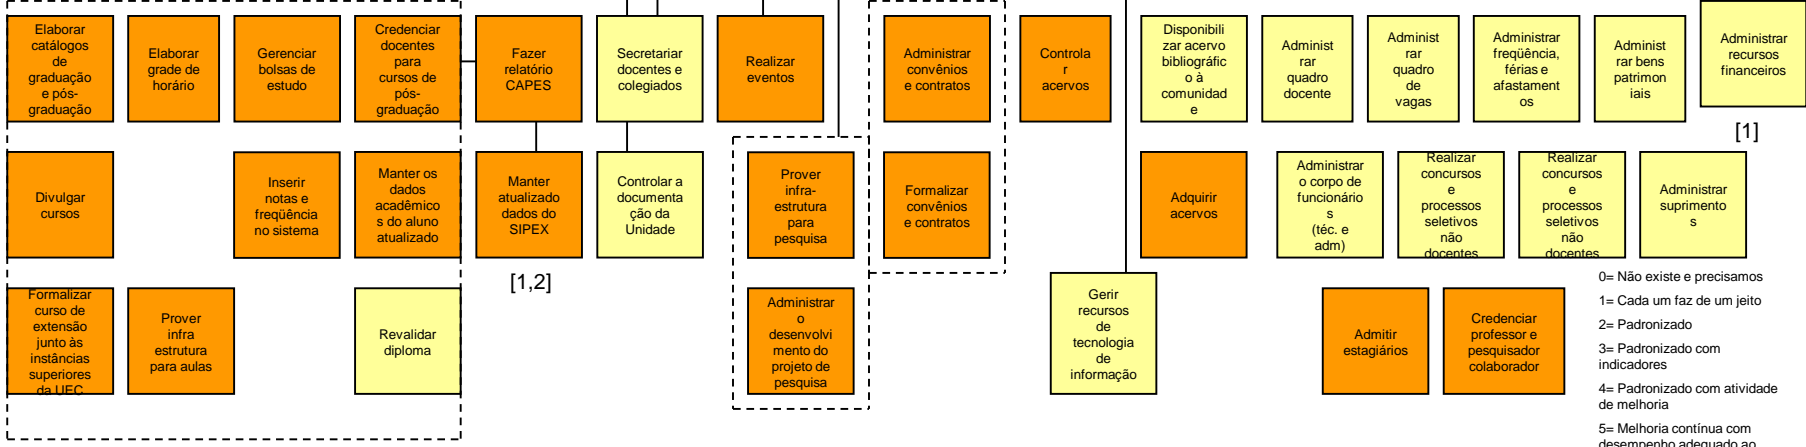 Elaborar
catálogos
de
graduação
e pós-
graduação
Elaborar
grade de
horário
Gerenciar
bolsas de
estudo
Credenciar
docentes
para
cursos de
pós-
graduação
Fazer
relatório
CAPES
Secretariar
docentes e
colegiados
Realizar
eventos
Administrar
convênios
e contratos
Controla
r
acervos
Disponibili
zar acervo
bibliográfic
o à
comunidad
e
Administ
rar
quadro
docente
Administ
rar
quadro
de
vagas
Administrar
freqüência,
férias e
afastament
os
Administ
rar bens
patrimon
iais
Administrar
recursos
financeiros
[1]
Divulgar
cursos
Inserir
notas e
freqüência
no sistema
Manter os
dados
acadêmico
s do aluno
atualizado
Manter
atualizado
dados do
SIPEX
Controlar a
documenta
ção da
Unidade
Prover
infra-
estrutura
para
pesquisa
Formalizar
convênios
e contratos
Adquirir
acervos
Administrar
o corpo de
funcionário
s
(téc. e
adm)
Realizar
concursos
e
processos
seletivos
não
docentes
Realizar
concursos
e
processos
seletivos
não
docentes
Administrar
suprimento
s
[1,2]
Formalizar
curso de
extensão
junto às
instâncias
superiores
da UEC
Prover
infra
estrutura
para aulas
Revalidar
diploma
Administrar
o
desenvolvi
mento do
projeto de
pesquisa
Gerir
recursos
de
tecnologia
de
informação
Admitir
estagiários
Credenciar
professor e
pesquisador
colaborador
0= Não existe e precisamos
1= Cada um faz de um jeito
2= Padronizado
3= Padronizado com
indicadores
4= Padronizado com atividade
de melhoria
5= Melhoria contínua com
desempenho adequado ao